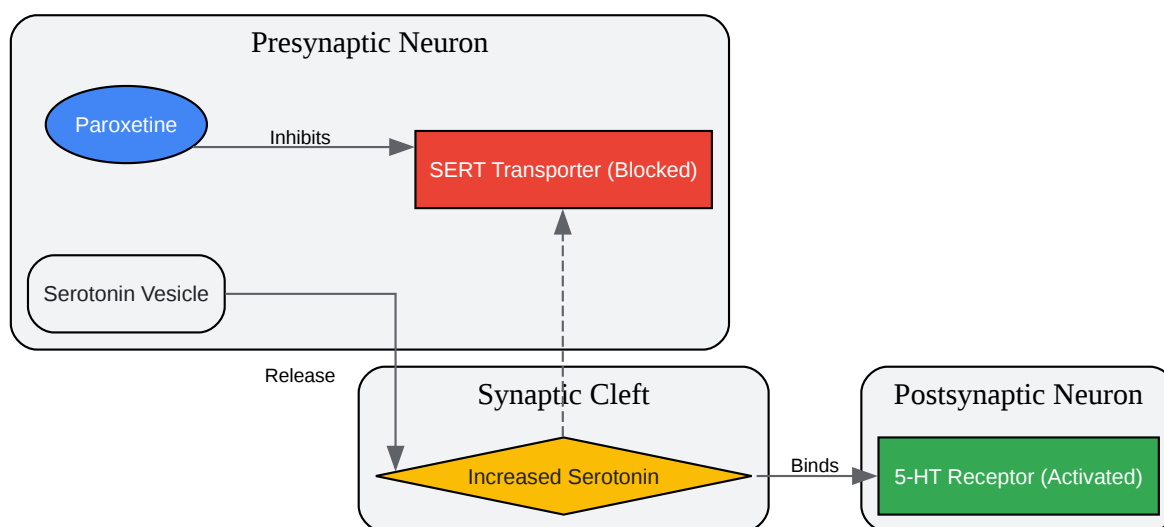 Presynaptic Neuron
Paroxetine
Inhibits
SERT Transporter (Blocked)
Serotonin Vesicle
Release
Synaptic Cleft
Postsynaptic Neuron
Increased Serotonin
Binds
5-HT Receptor (Activated)